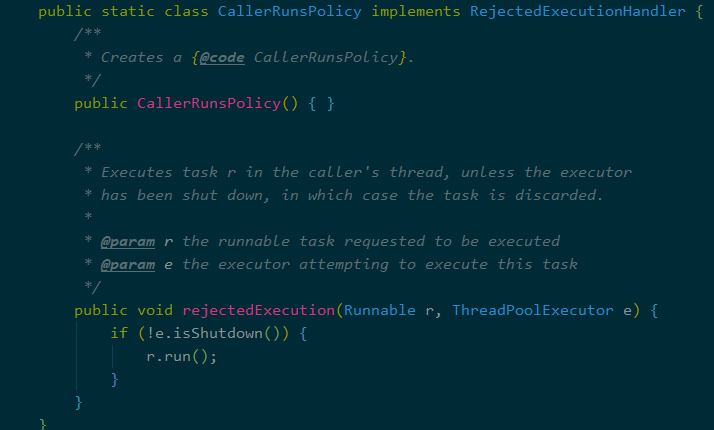 public static class CallerRunsPolicy implements RejectedExecutionHandler {
/**
* Creates a {@code CallerRunsPolicy}.
*/
public CallerRunsPolicy() { }
/**
* Executes task r in the caller's thread, unless the executor
* has been shut down, in which case the task is discarded.
*
* @param r the runnable task requested to be executed
* @param e the executor attempting to execute this task
*/
public void rejectedExecution(Runnable r, ThreadPoolExecutor e) {
if (!e.isShutdown()) {
r.run();
}
}
}